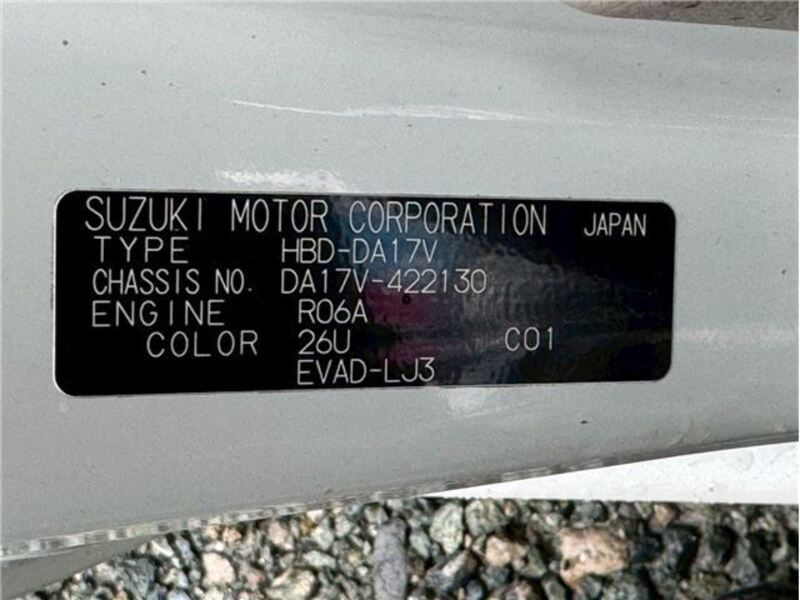 SUZUKI MOTOR CORPORATION JAPAN
TYPE HBD-DA17V
CHASSIS NO. DA17V-422130
ENGINE R06A
COLOR 26U C01
EVAD-LJ3